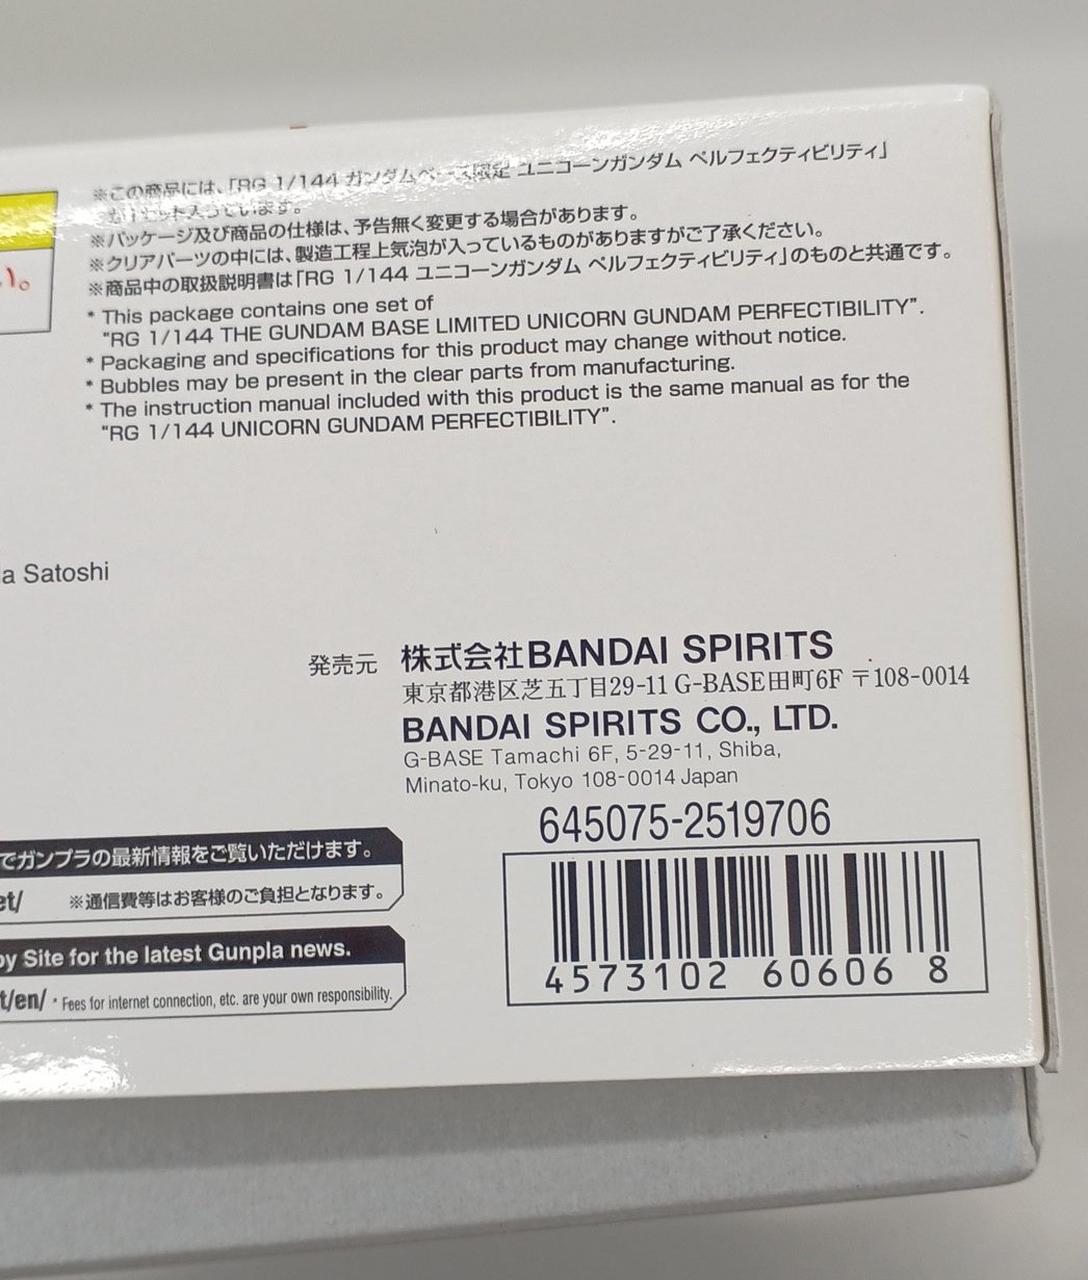 ※この商品には、「RG 1/144 ガンダムベース限定 ユニコーンガンダム ペルフェクティビリティ」
が1セット入っています。
※パッケージ及び商品の仕様は、予告無く変更する場合があります。
※クリアパーツの中には、製造工程上気泡が入っているものがありますがご了承ください。
※商品中の取扱説明書は「RG 1/144 ユニコーンガンダム ペルフェクティビリティ」のものと共通です。
い。
* This package contains one set of
"RG 1/144 THE GUNDAM BASE LIMITED UNICORN GUNDAM PERFECTIBILITY".
* Packaging and specifications for this product may change without notice.
* Bubbles may be present in the clear parts from manufacturing.
* The instruction manual included with this product is the same manual as for the
"RG 1/144 UNICORN GUNDAM PERFECTIBILITY".
a Satoshi
発売元 株式会社BANDAI SPIRITS
東京都港区芝五丁目29-11 G-BASE田町6F 〒108-0014
BANDAI SPIRITS CO., LTD.
G-BASE Tamachi 6F, 5-29-11, Shiba,
Minato-ku, Tokyo 108-0014 Japan
645075-2519706
4573102 60606 8
でガンプラの最新情報をご覧いただけます。
et/ ※通信費等はお客様のご負担となります。
by Site for the latest Gunpla news.
t/en/ * Fees for internet connection, etc. are your own responsibility.